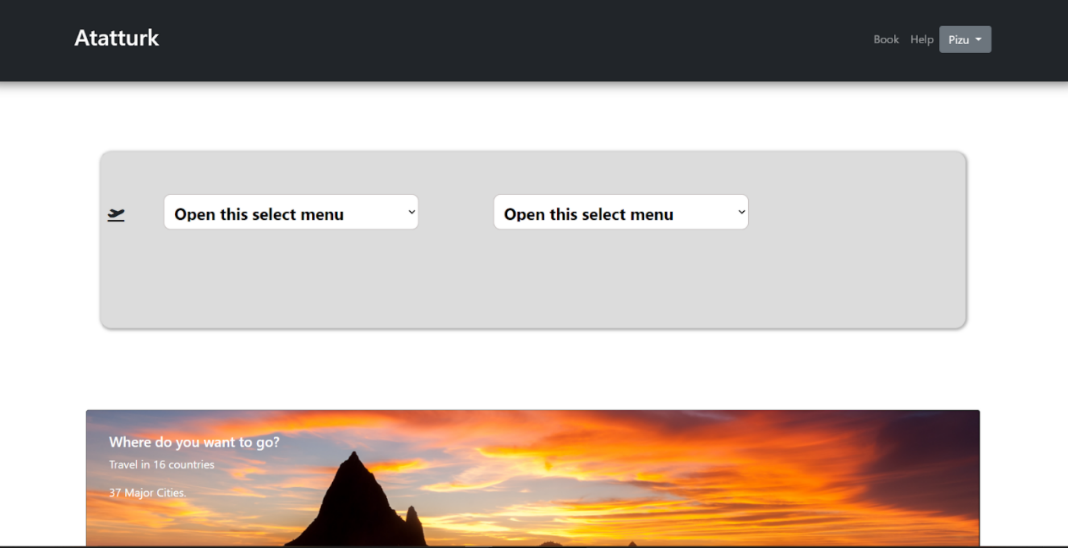 Atatturk
Book Help Pizu
Open this select menu Open this select menu
Where do you want to go?
Travel in 16 countries
37 Major Cities.